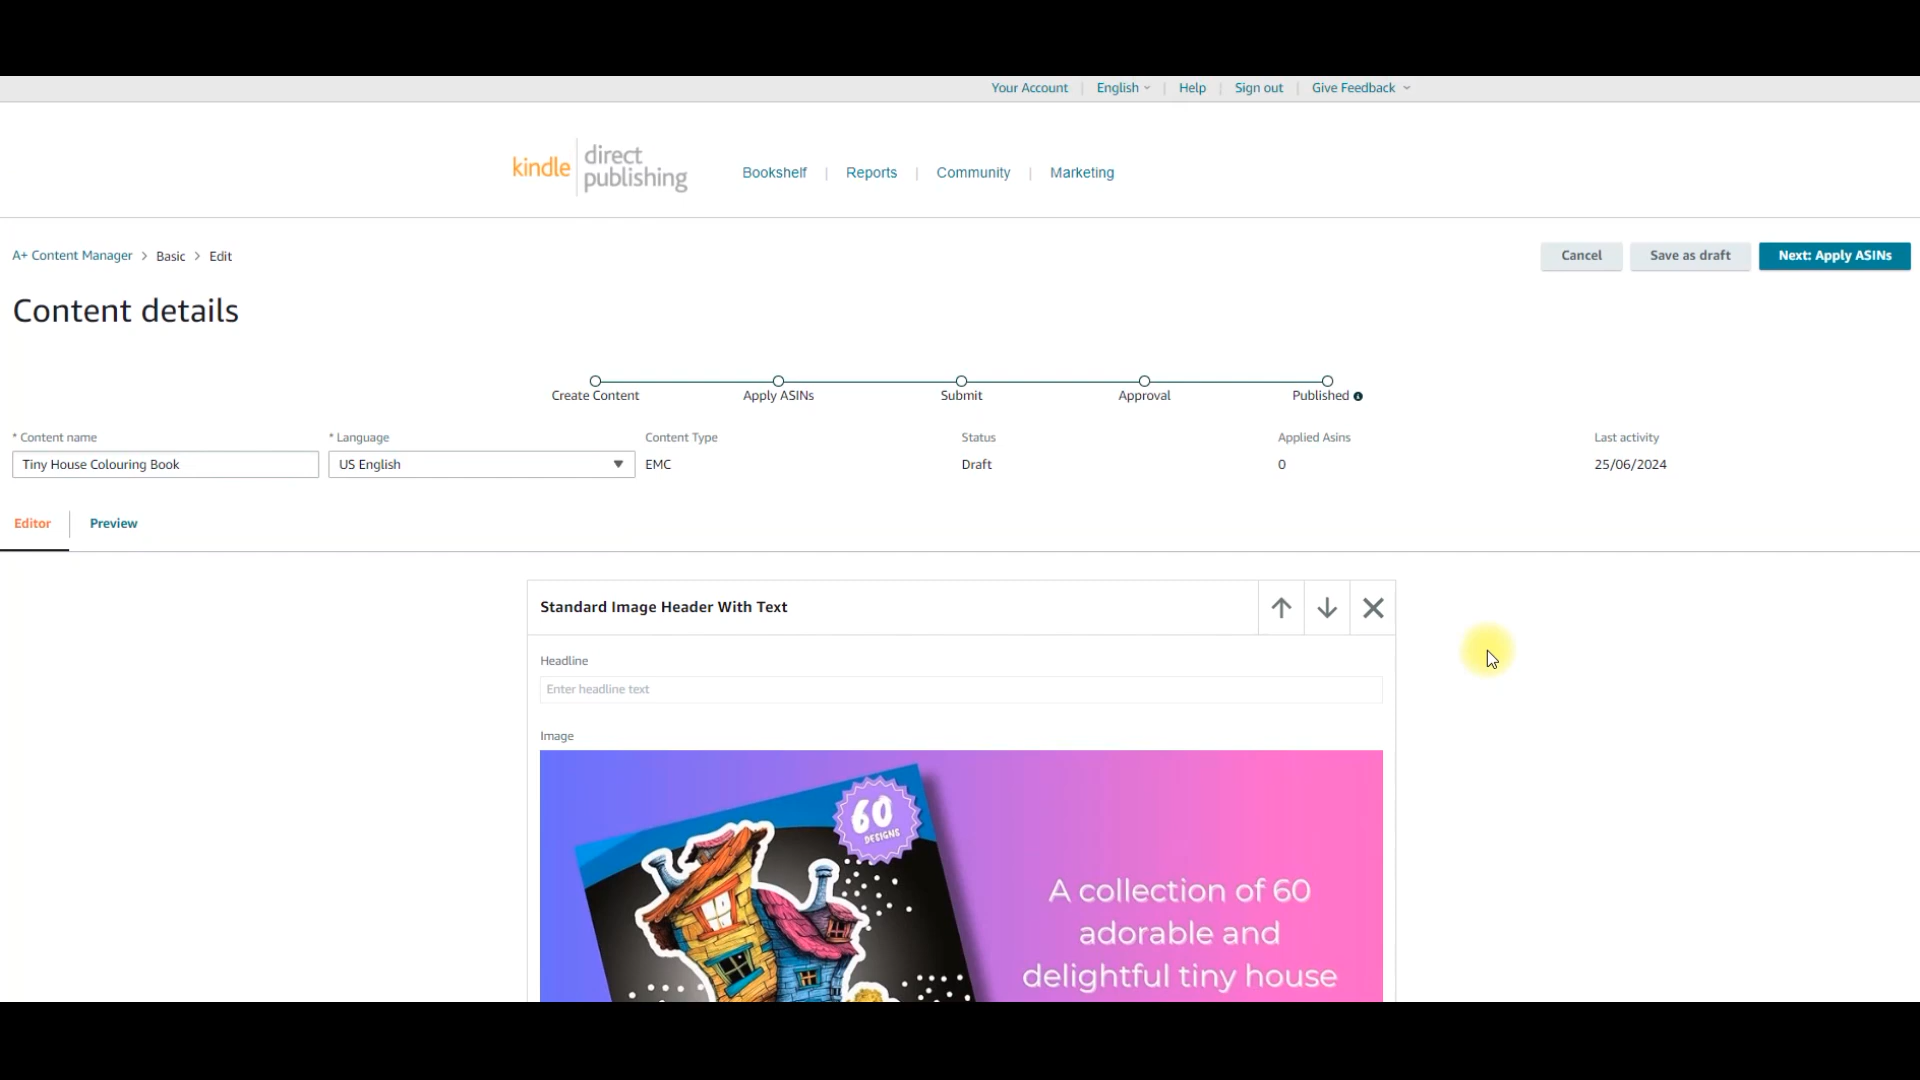 Your Account | English | Help | Sign out | Give Feedback
kindle direct publishing
Bookshelf | Reports | Community | Marketing
A+ Content Manager > Basic > Edit
Cancel
Save as draft
Next: Apply ASINs
Content details
Create Content
Apply ASINs
Submit
Approval
Published
* Content name
* Language
Content Type
Status
Applied Asins
Last activity
Tiny House Colouring Book
US English
EMC
Draft
0
25/06/2024
Editor
Preview
Standard Image Header With Text
Headline
Enter headline text
Image
60
DESIGNS
A collection of 60
adorable and
delightful tiny house